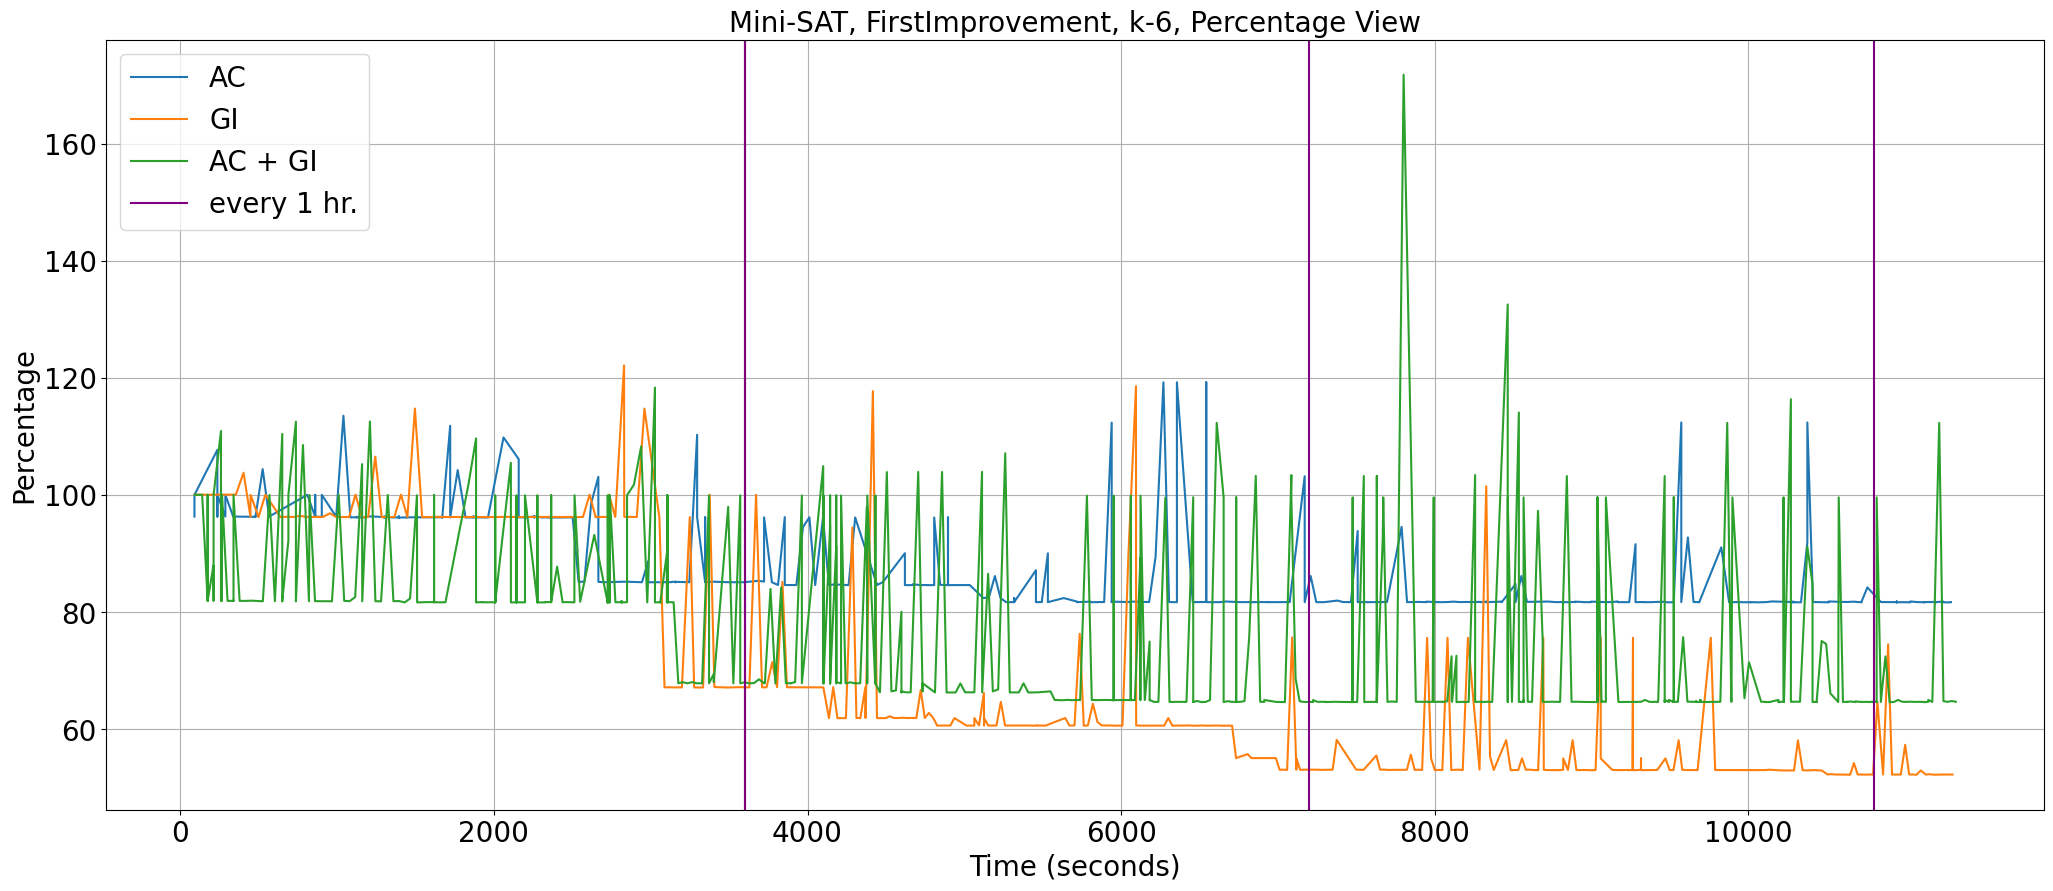 Mini-SAT, FirstImprovement, k-6, Percentage View
AC
GI
AC + GI
every 1 hr.
Percentage
160
140
120
100
80
60
0 2000 4000 6000 8000 10000
Time (seconds)